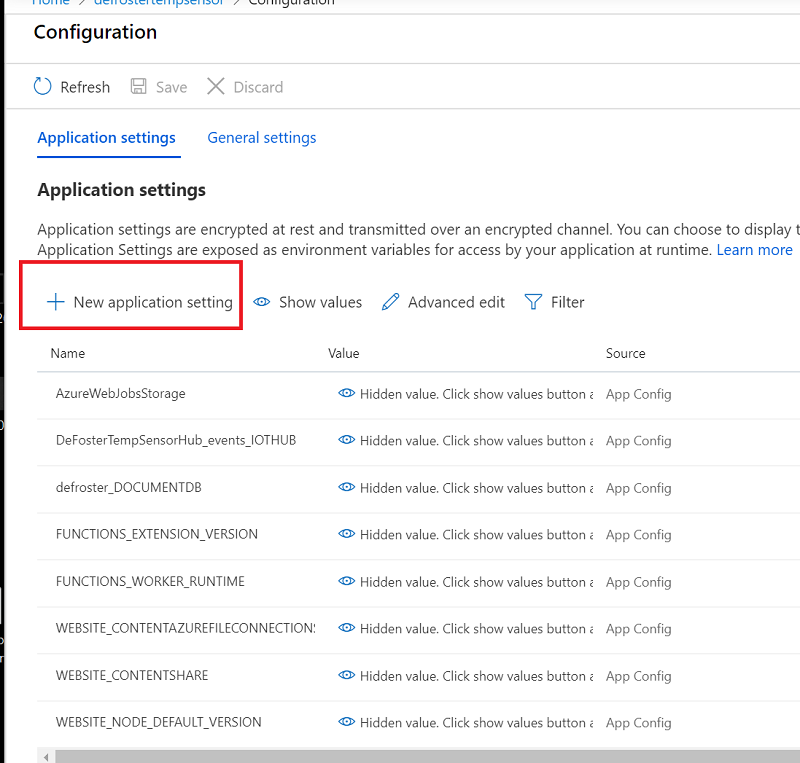 Home > defrostertempsensor > Configuration
Configuration
Refresh Save Discard
Application settings General settings
Application settings
Application settings are encrypted at rest and transmitted over an encrypted channel. You can choose to display t
Application Settings are exposed as environment variables for access by your application at runtime. Learn more
New application setting Show values Advanced edit Filter
Name Value Source
AzureWebJobsStorage Hidden value. Click show values button a App Config
DeFosterTempSensorHub_events_IOTHUB Hidden value. Click show values button a App Config
defroster_DOCUMENTDB Hidden value. Click show values button a App Config
FUNCTIONS_EXTENSION_VERSION Hidden value. Click show values button a App Config
FUNCTIONS_WORKER_RUNTIME Hidden value. Click show values button a App Config
WEBSITE_CONTENTAZUREFILECONNECTIONS Hidden value. Click show values button a App Config
WEBSITE_CONTENTSHARE Hidden value. Click show values button a App Config
WEBSITE_NODE_DEFAULT_VERSION Hidden value. Click show values button a App Config